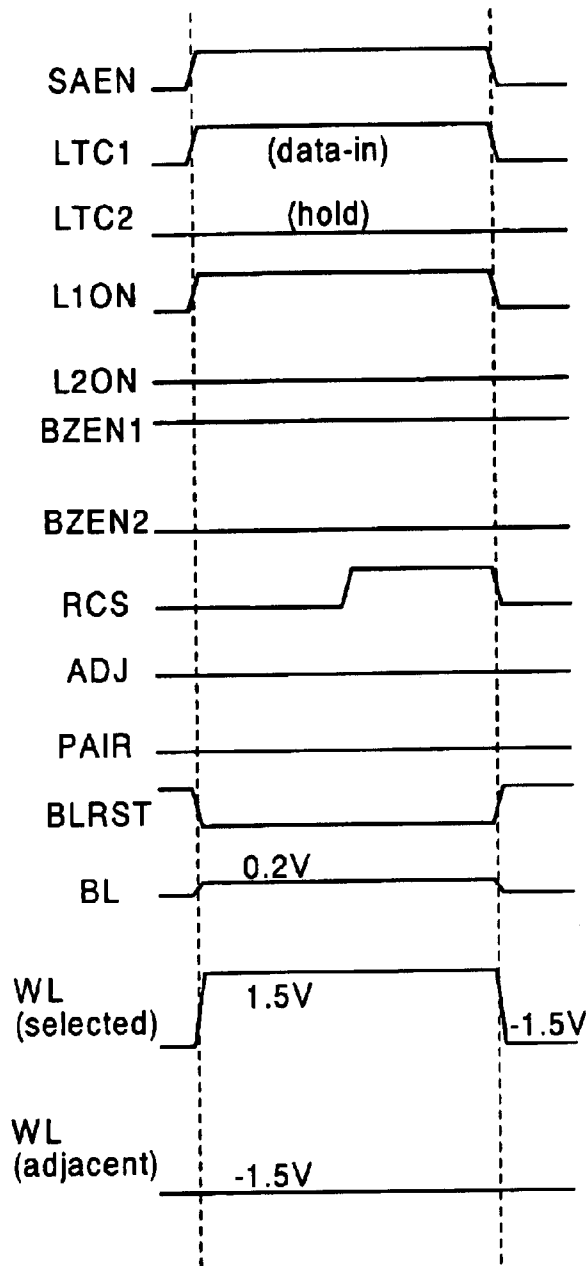 SAEN
LTC1 (data-in)
LTC2 (hold)
L1ON
L2ON
BZEN1
BZEN2
RCS
ADJ
PAIR
BLRST
BL 0.2V
WL
(selected) 1.5V -1.5V
WL
(adjacent) -1.5V